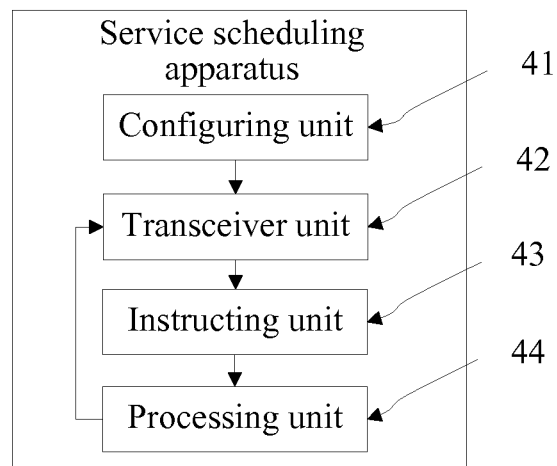 Service scheduling
apparatus
Configuring unit
41
Transceiver unit
42
Instructing unit
43
Processing unit
44